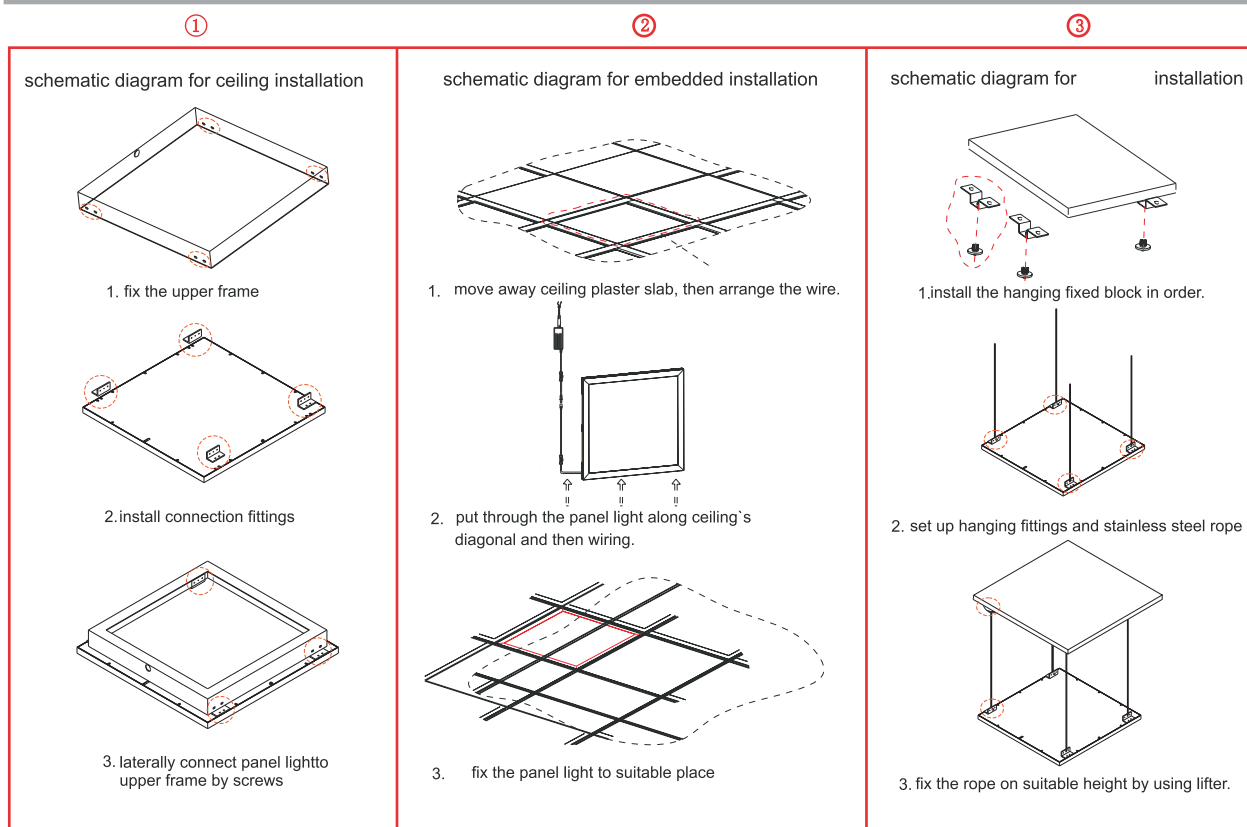 ①
②
③
schematic diagram for ceiling installation
1. fix the upper frame
2.install connection fittings
3. laterally connect panel lightto
upper frame by screws
schematic diagram for embedded installation
1. move away ceiling plaster slab, then arrange the wire.
2. put through the panel light along ceiling`s
diagonal and then wiring.
3. fix the panel light to suitable place
schematic diagram for installation
1.install the hanging fixed block in order.
2. set up hanging fittings and stainless steel rope
3. fix the rope on suitable height by using lifter.